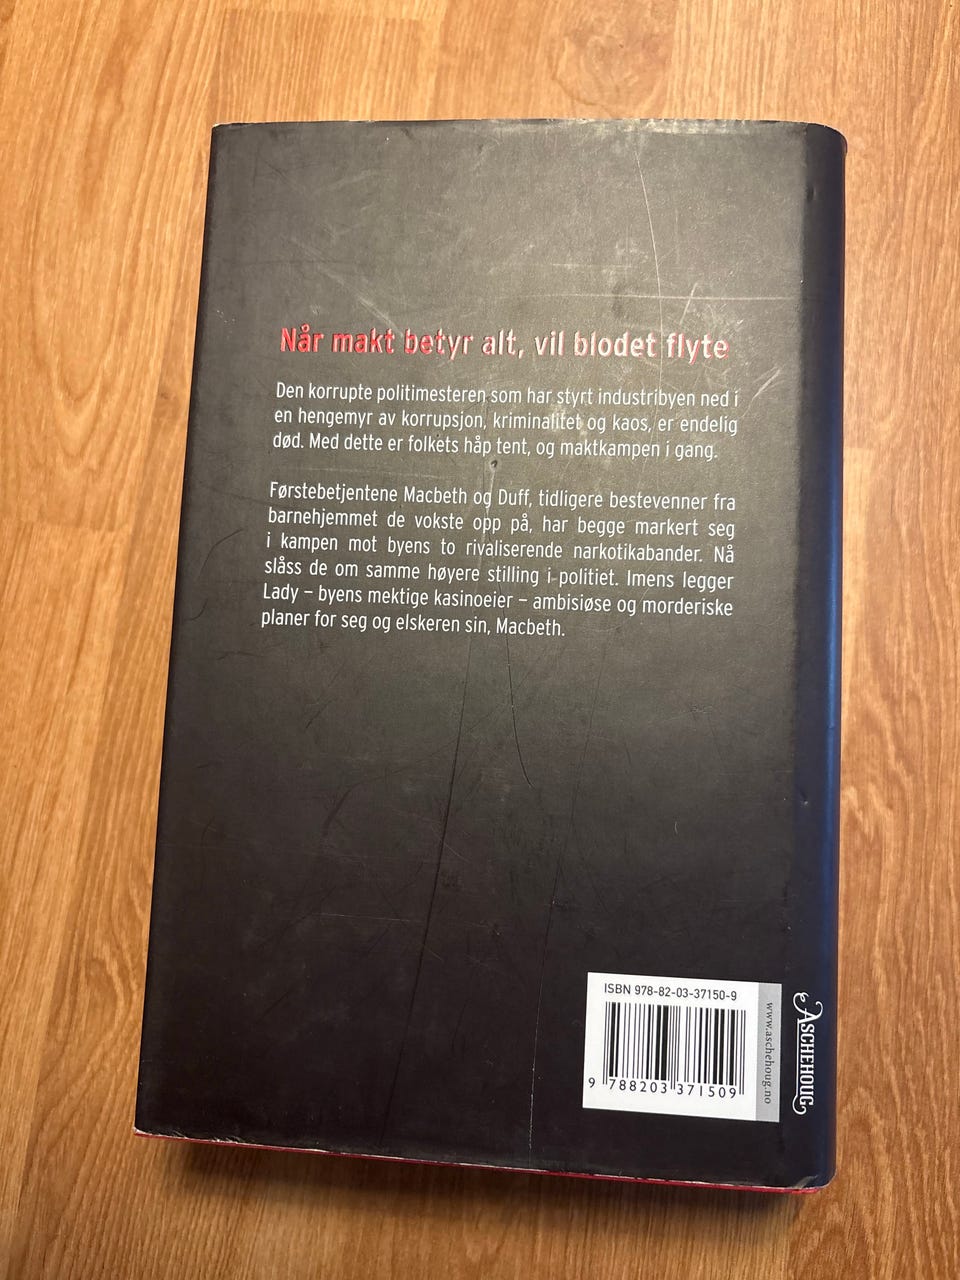 Når makt betyr alt, vil blodet flyte
Den korrupte politimesteren som har styrt industribyen ned i
en hengemyr av korrupsjon, kriminalitet og kaos, er endelig
død. Med dette er folkets håp tent, og maktkampen i gang.
Førstebetjentene Macbeth og Duff, tidligere bestevenner fra
barnehjemmet de vokste opp på, har begge markert seg
i kampen mot byens to rivaliserende narkotikabander. Nå
slåss de om samme høyere stilling i politiet. Imens legger
Lady – byens mektige kasinoeier – ambisiøse og morderiske
planer for seg og elskeren sin, Macbeth.
ISBN 978-82-03-37150-9
9 788203 371509
www.aschehoug.no
ASCHEHOUG